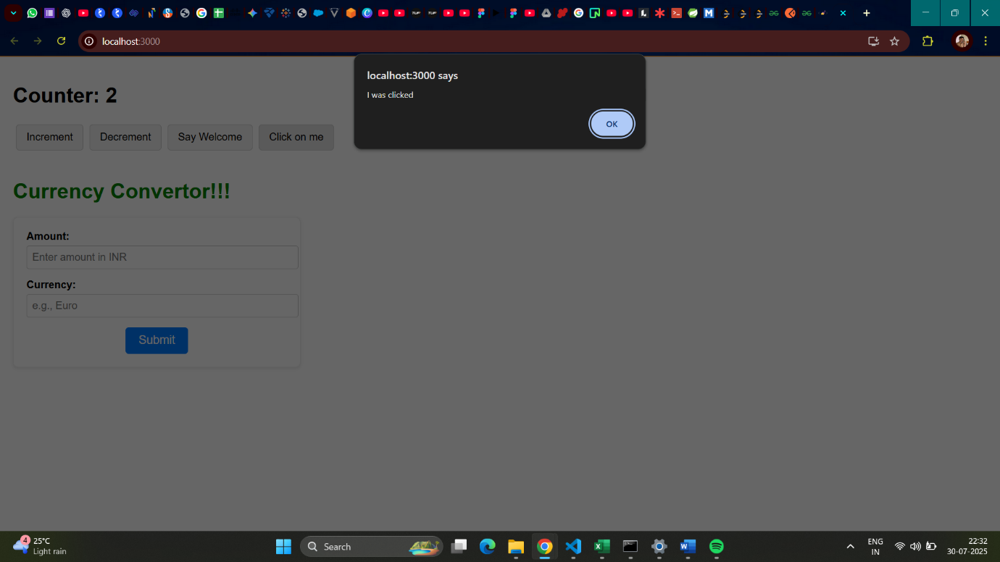 localhost:3000
localhost:3000 says
I was clicked
OK
Counter: 2
Increment
Decrement
Say Welcome
Click on me
Currency Convertor!!!
Amount:
Enter amount in INR
Currency:
e.g., Euro
Submit
4
25°C
Light rain
Search
ENG
IN
22:32
30-07-2025